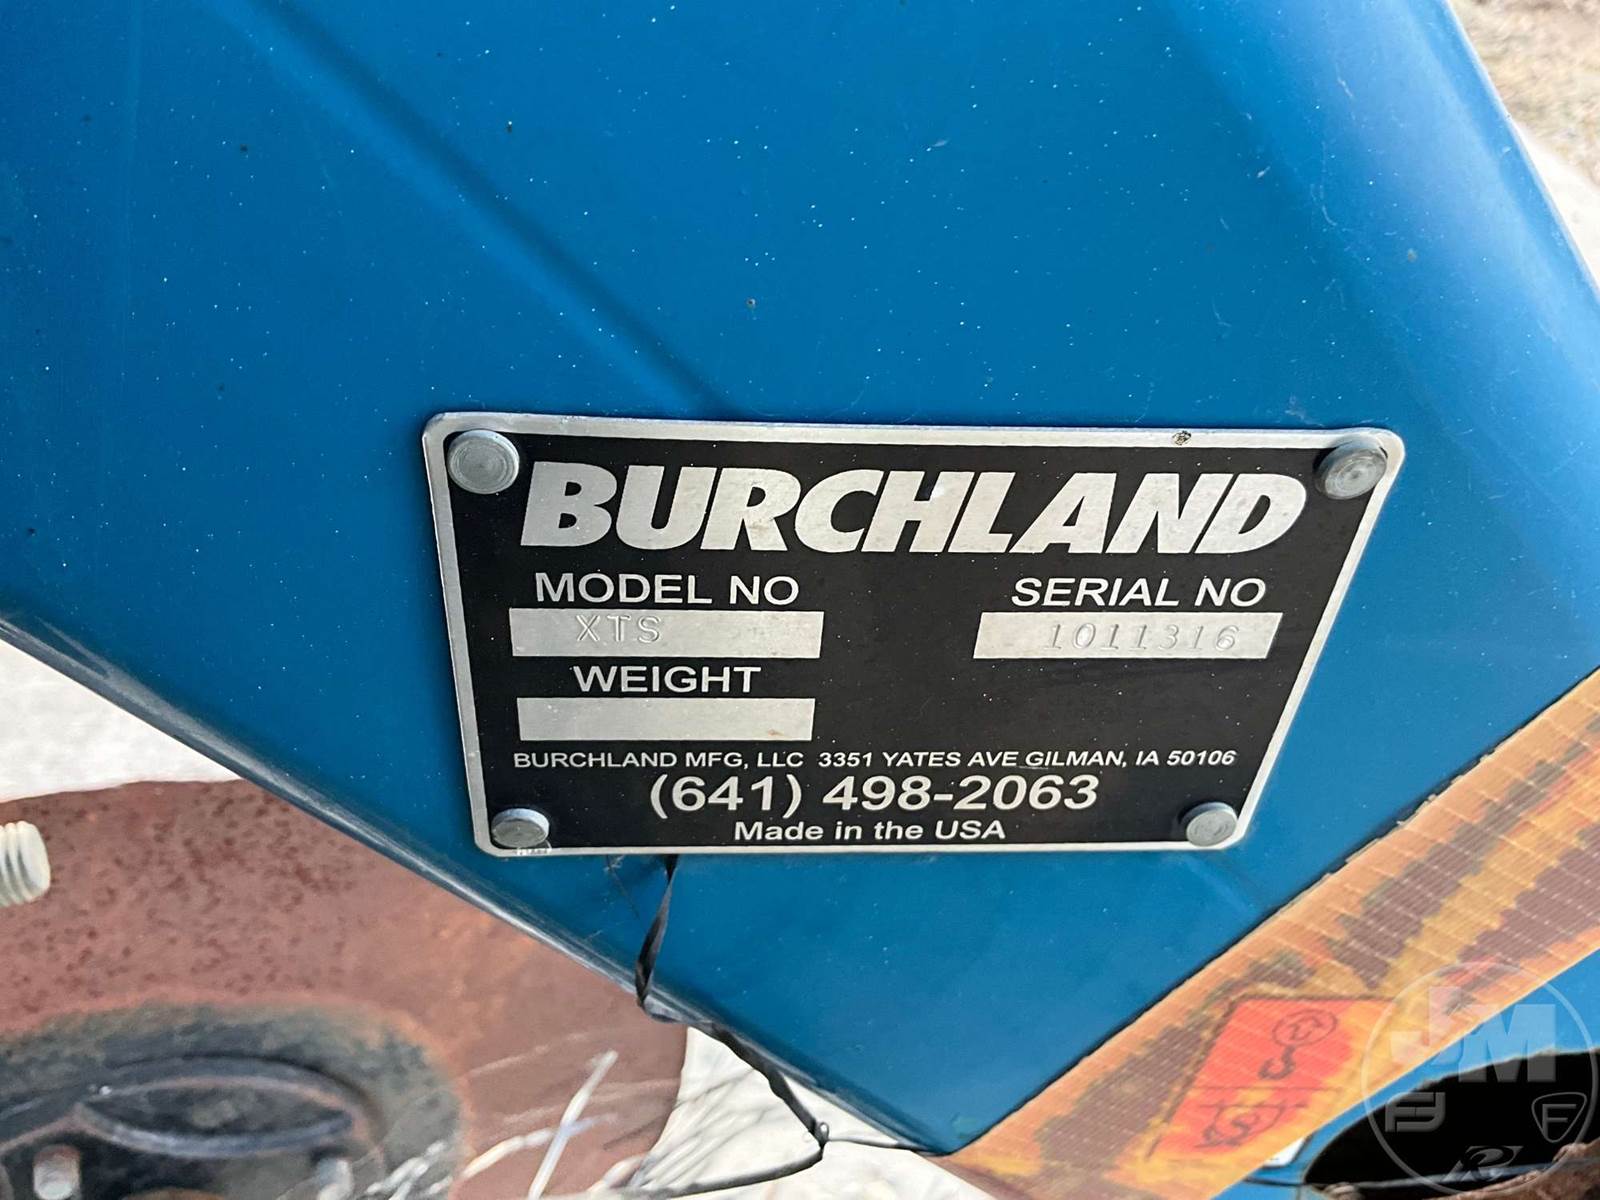 BURCHLAND
MODEL NO SERIAL NO
XTS 1011316
WEIGHT
BURCHLAND MFG, LLC 3351 YATES AVE GILMAN, IA 50106
(641) 498-2063
Made in the USA
JM